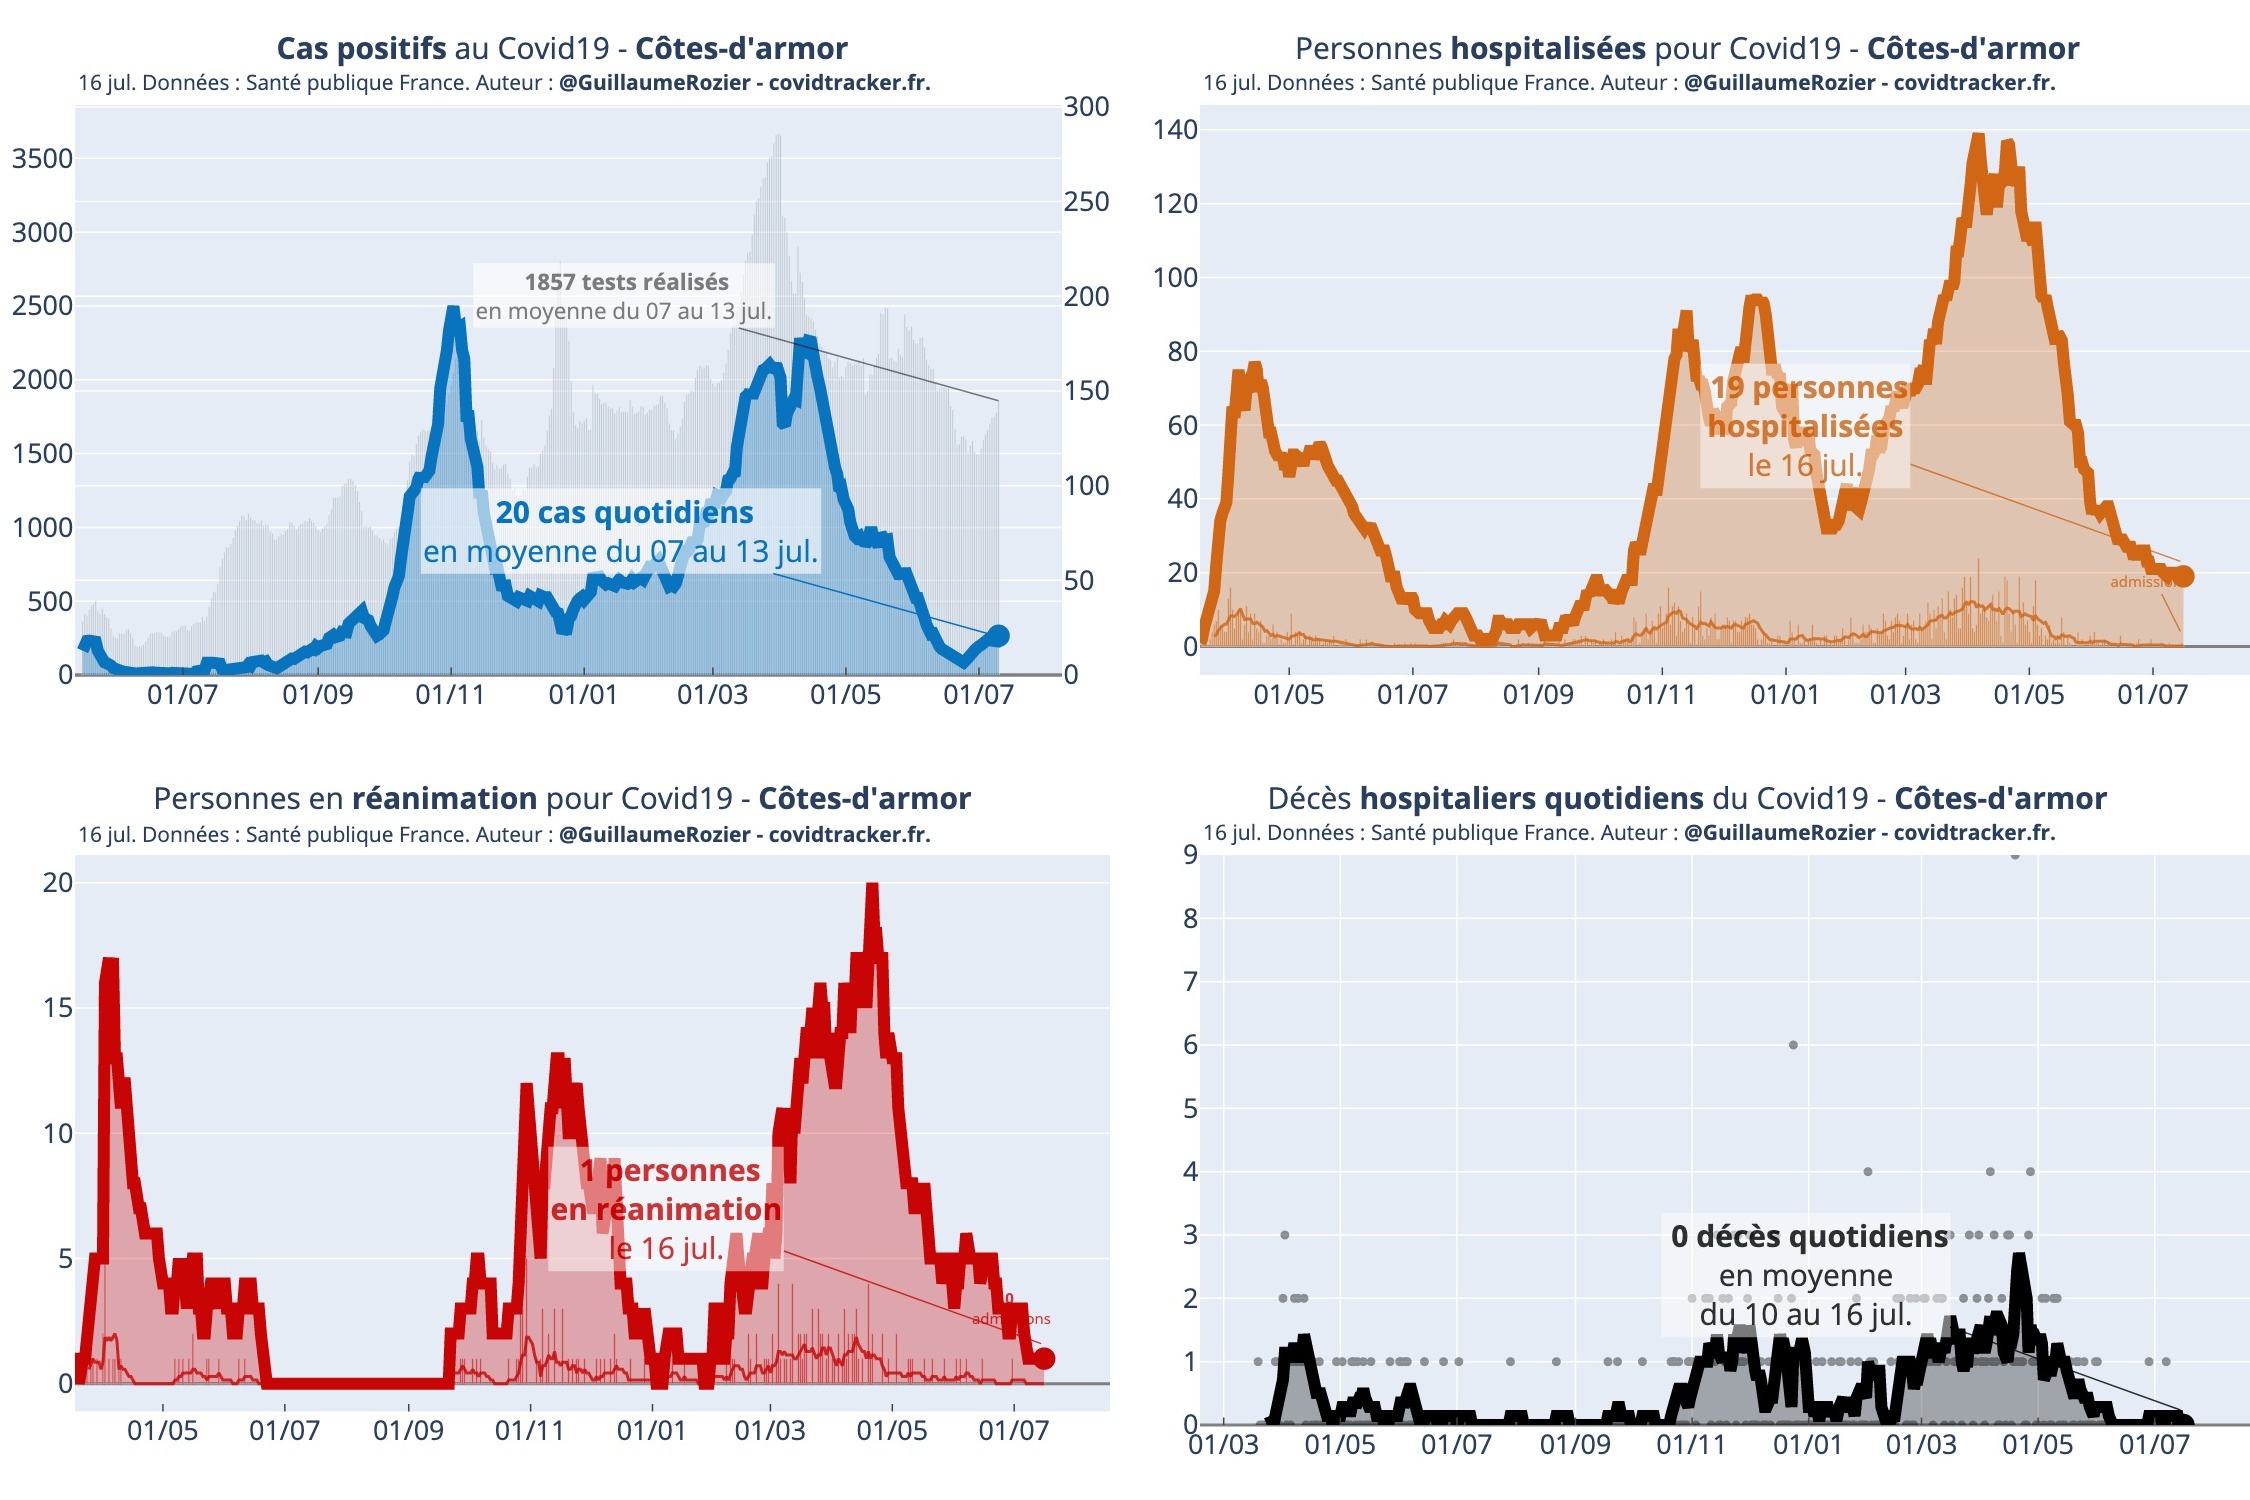 Cas positifs au Covid19 - Côtes-d'armor
16 jul. Données : Santé publique France. Auteur : @GuillaumeRozier - covidtracker.fr.
300
3500
250
3000
1857 tests réalisés
en moyenne du 07 au 13 jul.
2500
200
2000
150
1500
100
20 cas quotidiens
en moyenne du 07 au 13 jul.
1000
500
50
0
0
01/07 01/09 01/11 01/01 01/03 01/05 01/07
Personnes hospitalisées pour Covid19 - Côtes-d'armor
16 jul. Données : Santé publique France. Auteur : @GuillaumeRozier - covidtracker.fr.
140
120
100
80
19 personnes
hospitalisées
le 16 jul.
60
40
20
0
01/05 01/07 01/09 01/11 01/01 01/03 01/05 01/07
Personnes en réanimation pour Covid19 - Côtes-d'armor
16 jul. Données : Santé publique France. Auteur : @GuillaumeRozier - covidtracker.fr.
20
15
10
1 personnes
en réanimation
le 16 jul.
5
0
0
01/05 01/07 01/09 01/11 01/01 01/03 01/05 01/07
Décès hospitaliers quotidiens du Covid19 - Côtes-d'armor
16 jul. Données : Santé publique France. Auteur : @GuillaumeRozier - covidtracker.fr.
9
8
7
6
5
4
3
0 décès quotidiens
en moyenne
du 10 au 16 jul.
2
1
0
01/03 01/05 01/07 01/09 01/11 01/01 01/03 01/05 01/07